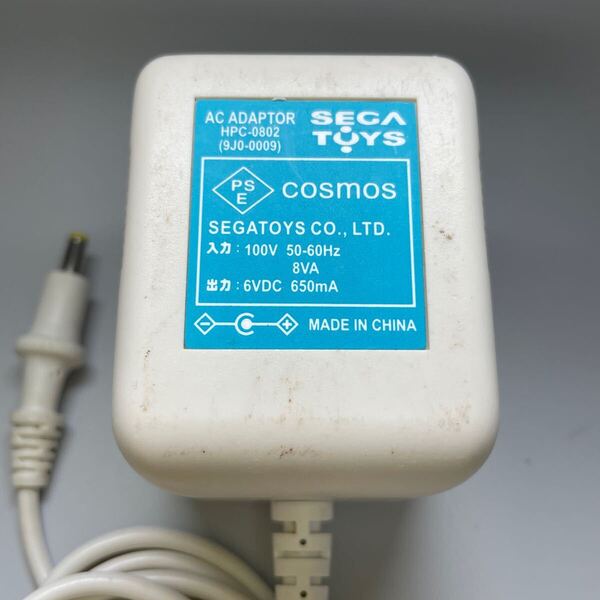 AC ADAPTOR
HPC-0802
(9J0-0009)
SEGA
TOYS
PS
E
cosmos
SEGATOYS CO., LTD.
入力 : 100V 50-60Hz
8VA
出力 : 6VDC 650mA
MADE IN CHINA